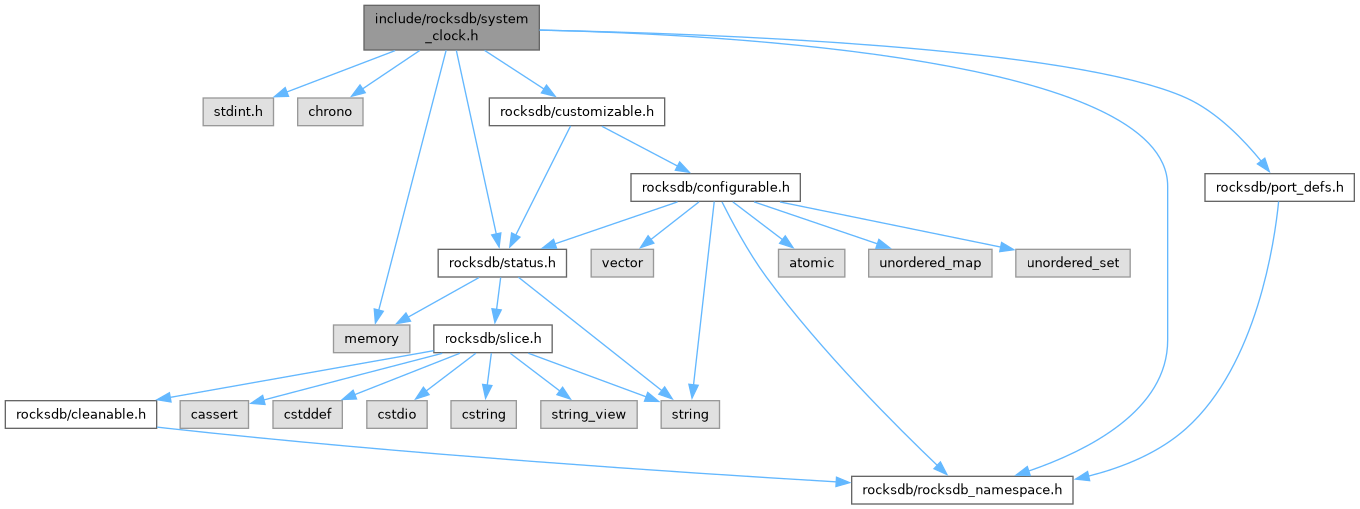 include/rocksdb/system
_clock.h
stdint.h
chrono
rocksdb/customizable.h
rocksdb/configurable.h
rocksdb/port_defs.h
rocksdb/status.h
vector
atomic
unordered_map
unordered_set
memory
rocksdb/slice.h
rocksdb/cleanable.h
cassert
cstddef
cstdio
cstring
string_view
string
rocksdb/rocksdb_namespace.h